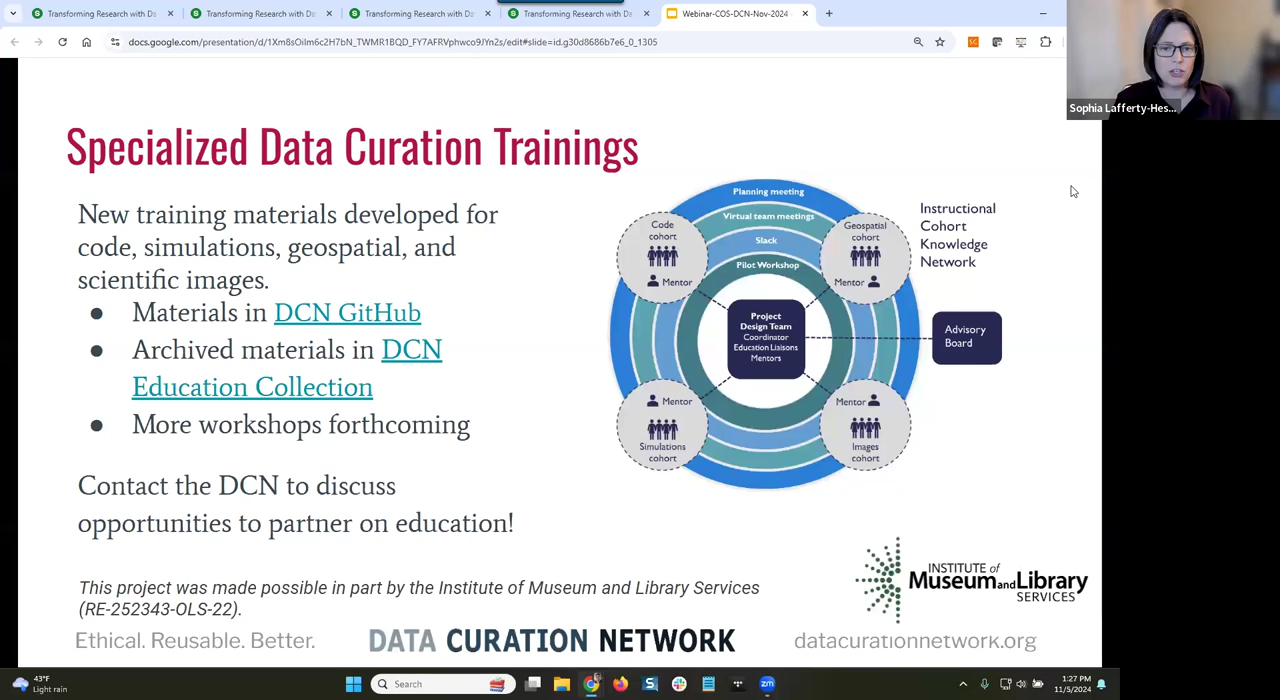 Transforming Research with Da
Transforming Research with Da
Transforming Research with Da
Transforming Research with Da
Webinar-COS-DCN-Nov-2024
docs.google.com/presentation/d/1Xm8sOilm6c2H7bN_TWMR1BQD_FY7AFRVphwco9JYn2s/edit#slide=id.g30d8686b7e6_0_1305
Sophia Lafferty-Hes...
Specialized Data Curation Trainings
New training materials developed for
code, simulations, geospatial, and
scientific images.
● Materials in DCN GitHub
● Archived materials in DCN
Education Collection
● More workshops forthcoming
Contact the DCN to discuss
opportunities to partner on education!
Planning meeting
Virtual team meetings
Slack
Pilot Workshop
Code
cohort
Mentor
Geospatial
cohort
Mentor
Instructional
Cohort
Knowledge
Network
Project
Design Team
Coordinator
Education Liaisons
Mentors
Advisory
Board
Mentor
Simulations
cohort
Mentor
Images
cohort
This project was made possible in part by the Institute of Museum and Library Services
(RE-252343-OLS-22).
INSTITUTE of
Museum and Library
SERVICES
Ethical. Reusable. Better.
DATA CURATION NETWORK
datacurationnetwork.org
43°F
Light rain
Search
1:27 PM
11/5/2024